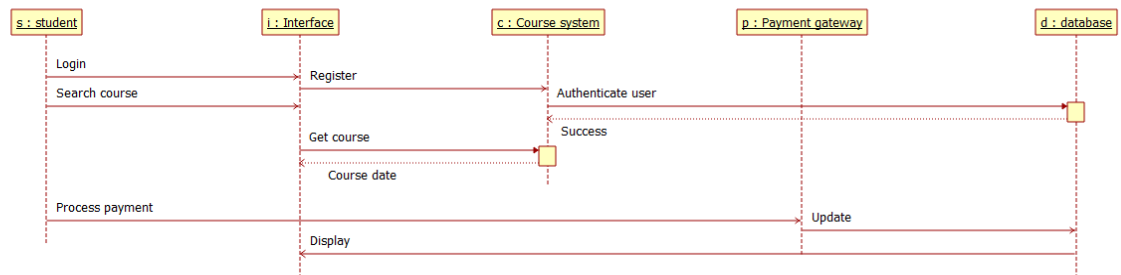 s : student
i : Interface
c : Course system
p : Payment gateway
d : database
Login
Register
Search course
Authenticate user
Success
Get course
Course date
Process payment
Update
Display